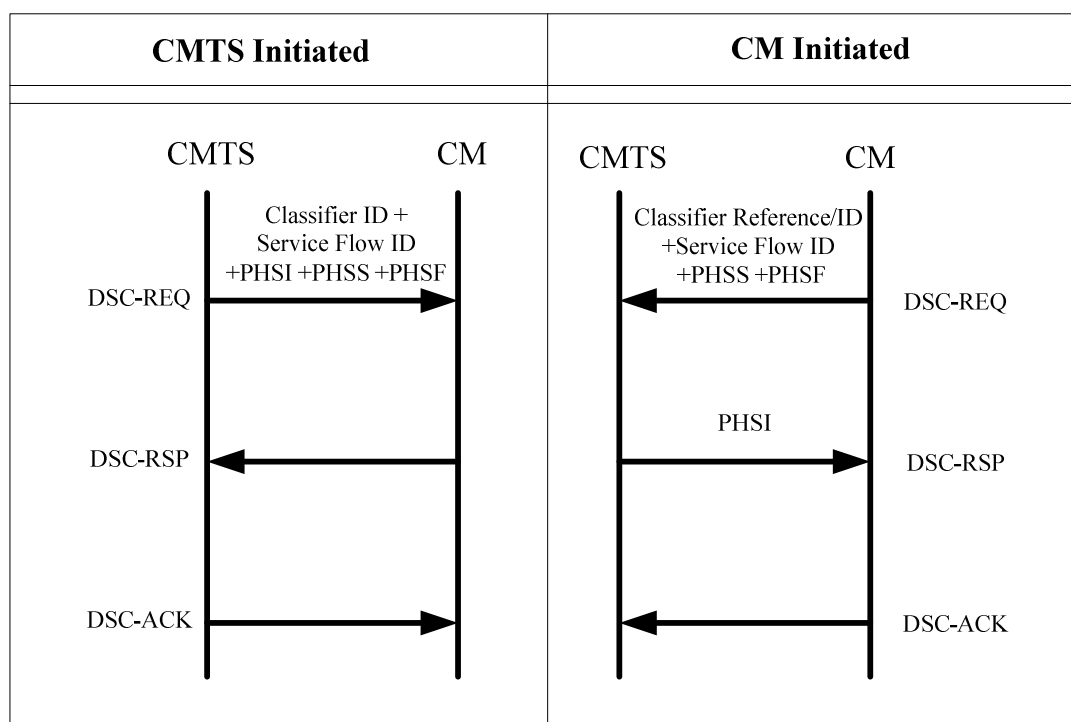 CMTS Initiated
CM Initiated
CMTS
CM
Classifier ID +
Service Flow ID
+PHSI +PHSS +PHSF
DSC-REQ
DSC-RSP
DSC-ACK
CMTS
CM
Classifier Reference/ID
+Service Flow ID
+PHSS +PHSF
DSC-REQ
PHSI
DSC-RSP
DSC-ACK